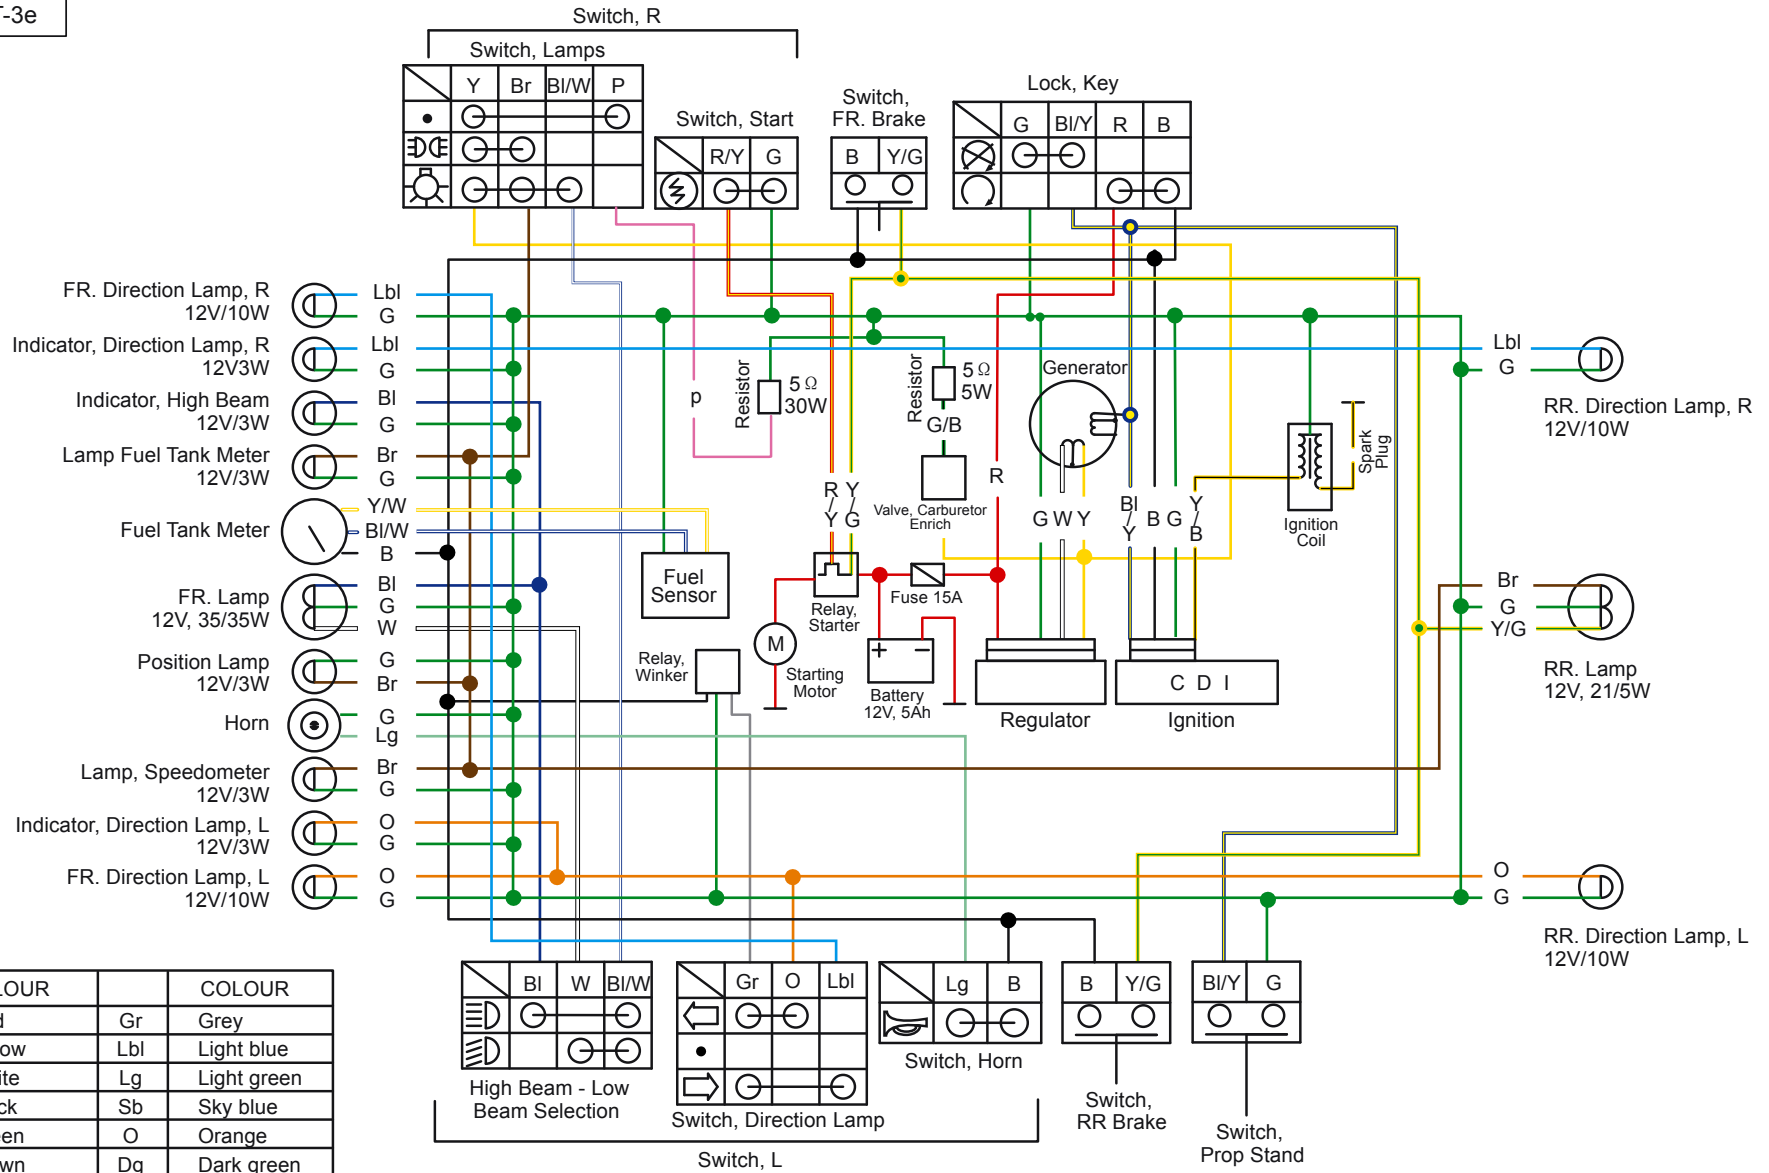 T-3e
Switch, R
Switch, Lamps
Y Br Bl/W P
Switch, Start
R/Y G
Switch,
FR. Brake
B Y/G
Lock, Key
G Bl/Y R B
FR. Direction Lamp, R
12V/10W
Lbl
G
Indicator, Direction Lamp, R
12V3W
Lbl
G
Indicator, High Beam
12V/3W
Bl
G
Lamp Fuel Tank Meter
12V/3W
Br
G
Fuel Tank Meter
Y/W
Bl/W
B
FR. Lamp
12V, 35/35W
Bl
G
W
Position Lamp
12V/3W
G
Br
Horn
G
Lg
Lamp, Speedometer
12V/3W
Br
G
Indicator, Direction Lamp, L
12V/3W
O
G
FR. Direction Lamp, L
12V/10W
O
G
p
Resistor
5 Ω
30W
Resistor
5 Ω
5W
G/B
Valve, Carburetor
Enrich
R/Y
Y/G
R
Generator
G W Y
Bl/Y
B G
Y/B
Spark
Plug
Ignition
Coil
Fuel
Sensor
Relay,
Winker
Relay,
Starter
Fuse 15A
M
Starting
Motor
+ −
Battery
12V, 5Ah
Regulator
C D I
Ignition
Lbl
G
RR. Direction Lamp, R
12V/10W
Br
G
Y/G
RR. Lamp
12V, 21/5W
O
G
RR. Direction Lamp, L
12V/10W
Bl W Bl/W
High Beam - Low
Beam Selection
Gr O Lbl
Switch, Direction Lamp
Lg B
Switch, Horn
Switch, L
B Y/G
Switch,
RR Brake
Bl/Y G
Switch,
Prop Stand
LOUR COLOUR
d Gr Grey
low Lbl Light blue
ite Lg Light green
ck Sb Sky blue
een O Orange
wn Dg Dark green